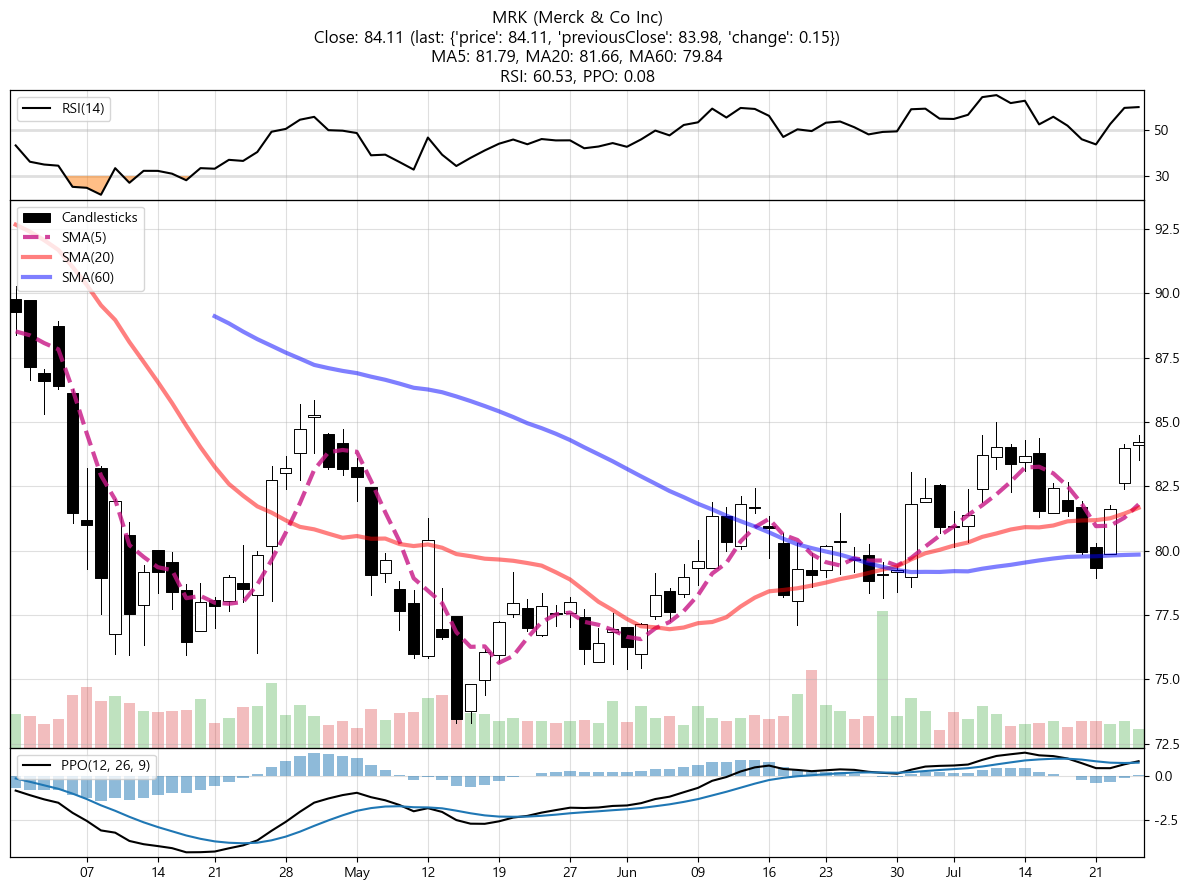 MRK (Merck & Co Inc)
Close: 84.11 (last: {'price': 84.11, 'previousClose': 83.98, 'change': 0.15})
MA5: 81.79, MA20: 81.66, MA60: 79.84
RSI: 60.53, PPO: 0.08
RSI(14)
50
30
Candlesticks
SMA(5)
SMA(20)
SMA(60)
92.5
90.0
87.5
85.0
82.5
80.0
77.5
75.0
72.5
PPO(12, 26, 9)
0.0
-2.5
07 14 21 28 May 12 19 27 Jun 09 16 23 30 Jul 14 21